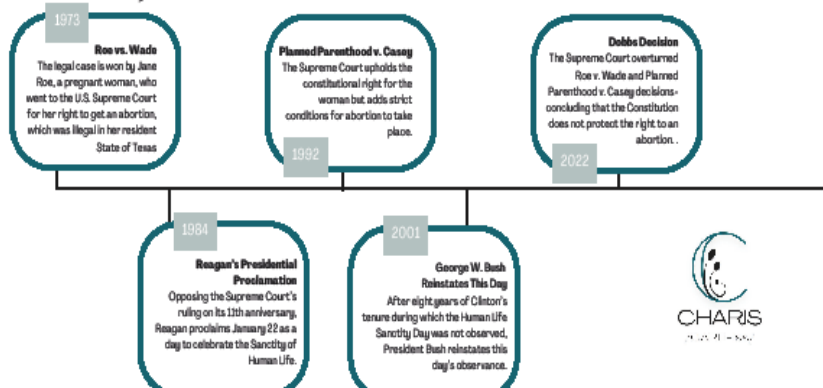 1973
Roe vs. Wade
The legal case is won by Jane
Roe, a pregnant woman, who
went to the U.S. Supreme Court
for her right to get an abortion,
which was illegal in her resident
State of Texas
Planned Parenthood v. Casey
The Supreme Court upholds the
constitutional right for the
woman but adds strict
conditions for abortion to take
place.
1992
Dobbs Decision
The Supreme Court overturned
Roe v. Wade and Planned
Parenthood v. Casey decisions-
concluding that the Constitution
does not protect the right to an
abortion. .
2022
1984
Reagan's Presidential
Proclamation
Opposing the Supreme Court's
ruling on its 11th anniversary,
Reagan proclaims January 22 as a
day to celebrate the Sanctity of
Human Life.
2001
George W. Bush
Reinstates This Day
After eight years of Clinton's
tenure during which the Human Life
Sanctity Day was not observed,
President Bush reinstates this
day's observance.
CHARIS